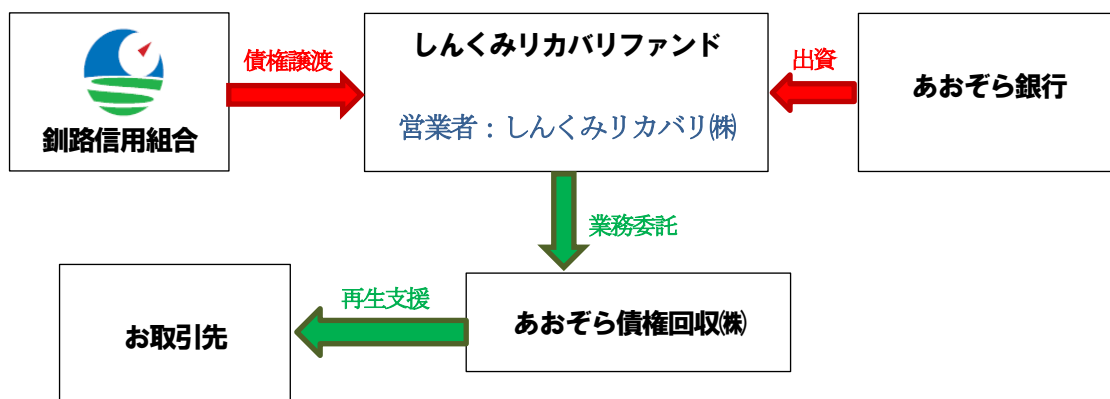 釧路信用組合
債権譲渡
しんくみリカバリファンド
営業者：しんくみリカバリ㈱
出資
あおぞら銀行
業務委託
お取引先
再生支援
あおぞら債権回収㈱